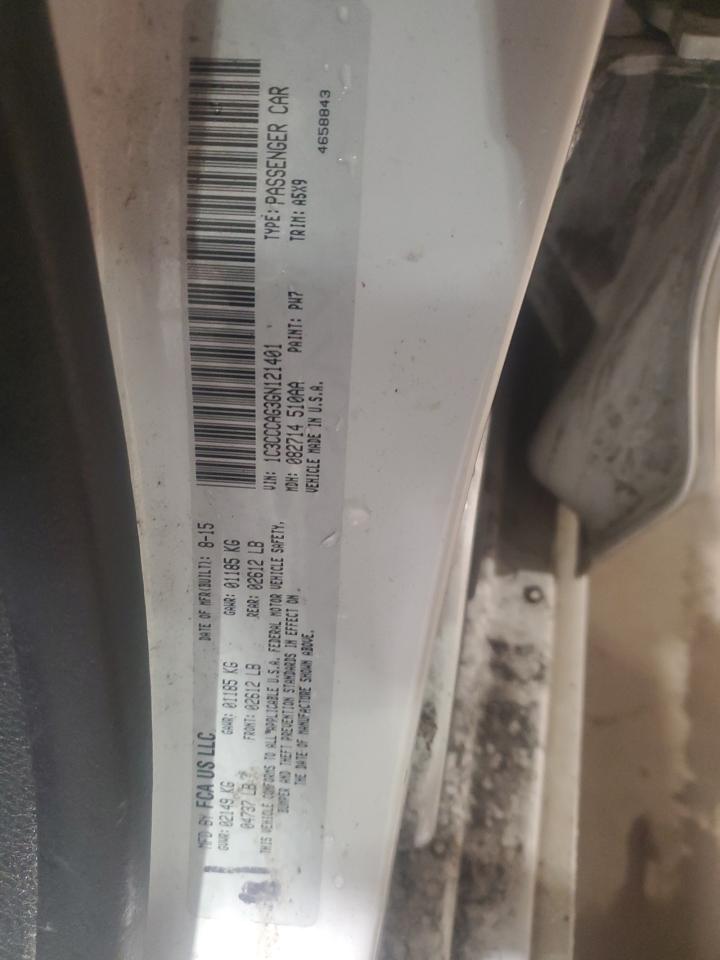 MFD BY FCA US LLC
DATE OF MFR(BUILT): 8-15
GVWR: 02149 KG
GAWR: 01185 KG
GAWR: 01185 KG
04737 LB
FRONT: 02612 LB
REAR: 02612 LB
THIS VEHICLE CONFORMS TO ALL APPLICABLE U.S.A. FEDERAL MOTOR VEHICLE SAFETY,
BUMPER AND THEFT PREVENTION STANDARDS IN EFFECT ON
THE DATE OF MANUFACTURE SHOWN ABOVE.
VIN: 1C3CCCAG3GN121401
TYPE: PASSENGER CAR
MDH: 082714 510AA
PAINT: PW7
TRIM: A5X9
VEHICLE MADE IN U.S.A.
4658843